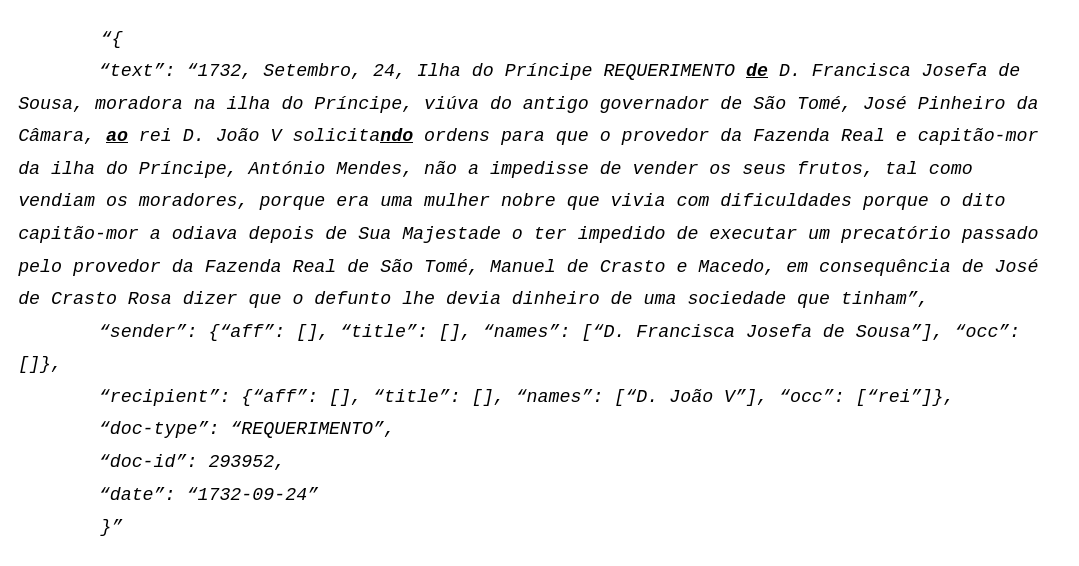 “{
“text”: “1732, Setembro, 24, Ilha do Príncipe REQUERIMENTO de D. Francisca Josefa de
Sousa, moradora na ilha do Príncipe, viúva do antigo governador de São Tomé, José Pinheiro da
Câmara, ao rei D. João V solicitando ordens para que o provedor da Fazenda Real e capitão-mor
da ilha do Príncipe, António Mendes, não a impedisse de vender os seus frutos, tal como
vendiam os moradores, porque era uma mulher nobre que vivia com dificuldades porque o dito
capitão-mor a odiava depois de Sua Majestade o ter impedido de executar um precatório passado
pelo provedor da Fazenda Real de São Tomé, Manuel de Crasto e Macedo, em consequência de José
de Crasto Rosa dizer que o defunto lhe devia dinheiro de uma sociedade que tinham”,
“sender”: {“aff”: [], “title”: [], “names”: [“D. Francisca Josefa de Sousa”], “occ”:
[]},
“recipient”: {“aff”: [], “title”: [], “names”: [“D. João V”], “occ”: [“rei”]},
“doc-type”: “REQUERIMENTO”,
“doc-id”: 293952,
“date”: “1732-09-24”
}”